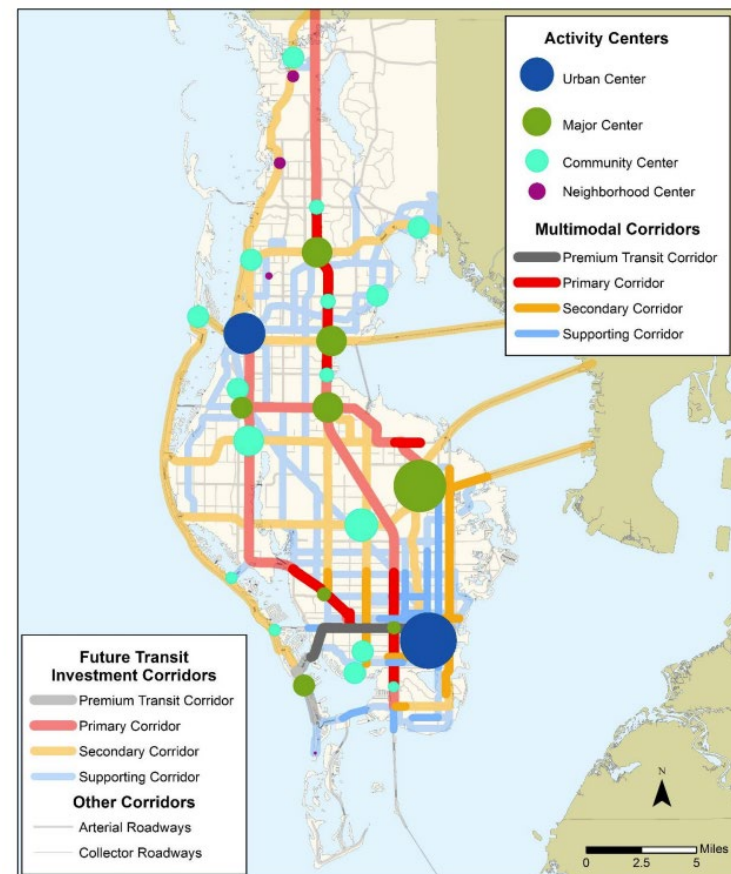 Activity Centers
Urban Center
Major Center
Community Center
Neighborhood Center
Multimodal Corridors
Premium Transit Corridor
Primary Corridor
Secondary Corridor
Supporting Corridor
Future Transit
Investment Corridors
Premium Transit Corridor
Primary Corridor
Secondary Corridor
Supporting Corridor
Other Corridors
Arterial Roadways
Collector Roadways
N
Miles
0 2.5 5